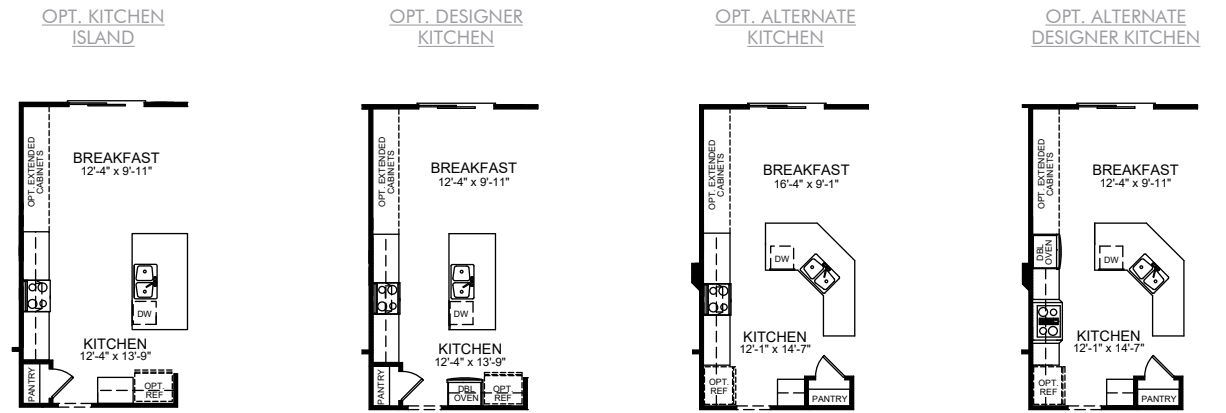 OPT. KITCHEN
ISLAND
OPT. EXTENDED
CABINETS
BREAKFAST
12'-4" x 9'-11"
DW
KITCHEN
12'-4" x 13'-9"
PANTRY
OPT.
REF
OPT. DESIGNER
KITCHEN
OPT. EXTENDED
CABINETS
BREAKFAST
12'-4" x 9'-11"
DW
KITCHEN
12'-4" x 13'-9"
PANTRY
DBL
OVEN
OPT.
REF
OPT. ALTERNATE
KITCHEN
OPT. EXTENDED
CABINETS
BREAKFAST
16'-4" x 9'-1"
DW
KITCHEN
12'-1" x 14'-7"
OPT.
REF
PANTRY
OPT. ALTERNATE
DESIGNER KITCHEN
OPT. EXTENDED
CABINETS
BREAKFAST
12'-4" x 9'-11"
DBL
OVEN
DW
KITCHEN
12'-1" x 14'-7"
OPT.
REF
PANTRY